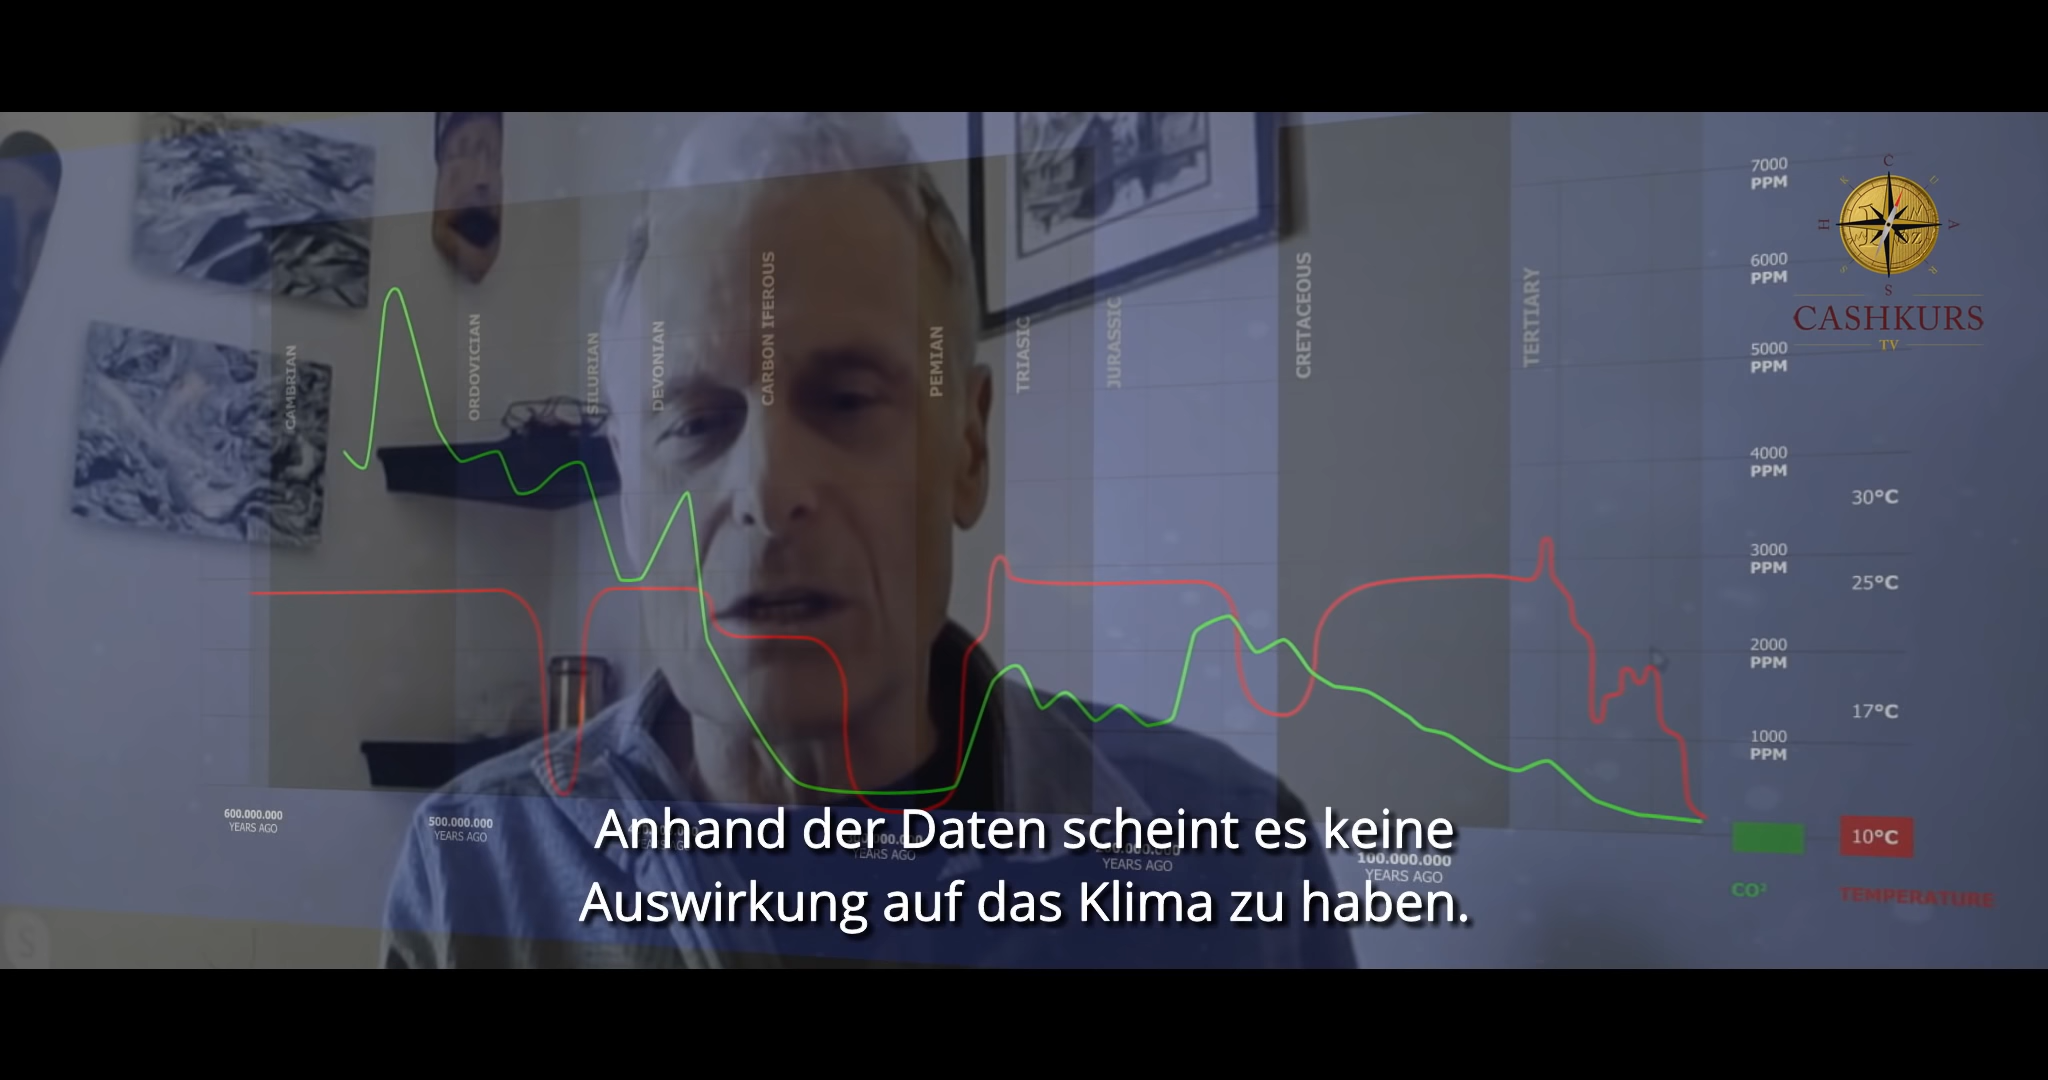 7000
PPM
6000
PPM
5000
PPM
4000
PPM
30°C
3000
PPM
25°C
2000
PPM
17°C
1000
PPM
10°C
CO²
TEMPERATURE
CAMBRIAN
ORDOVICIAN
SILURIAN
DEVONIAN
CARBON IFEROUS
PEMIAN
TRIASIC
JURASSIC
CRETACEOUS
TERTIARY
600.000.000
YEARS AGO
500.000.000
YEARS AGO
YEARS AGO
YEARS AGO
100.000.000
YEARS AGO
C
U
A
R
S
S
H
K
CASHKURS
TV
Anhand der Daten scheint es keine
Auswirkung auf das Klima zu haben.